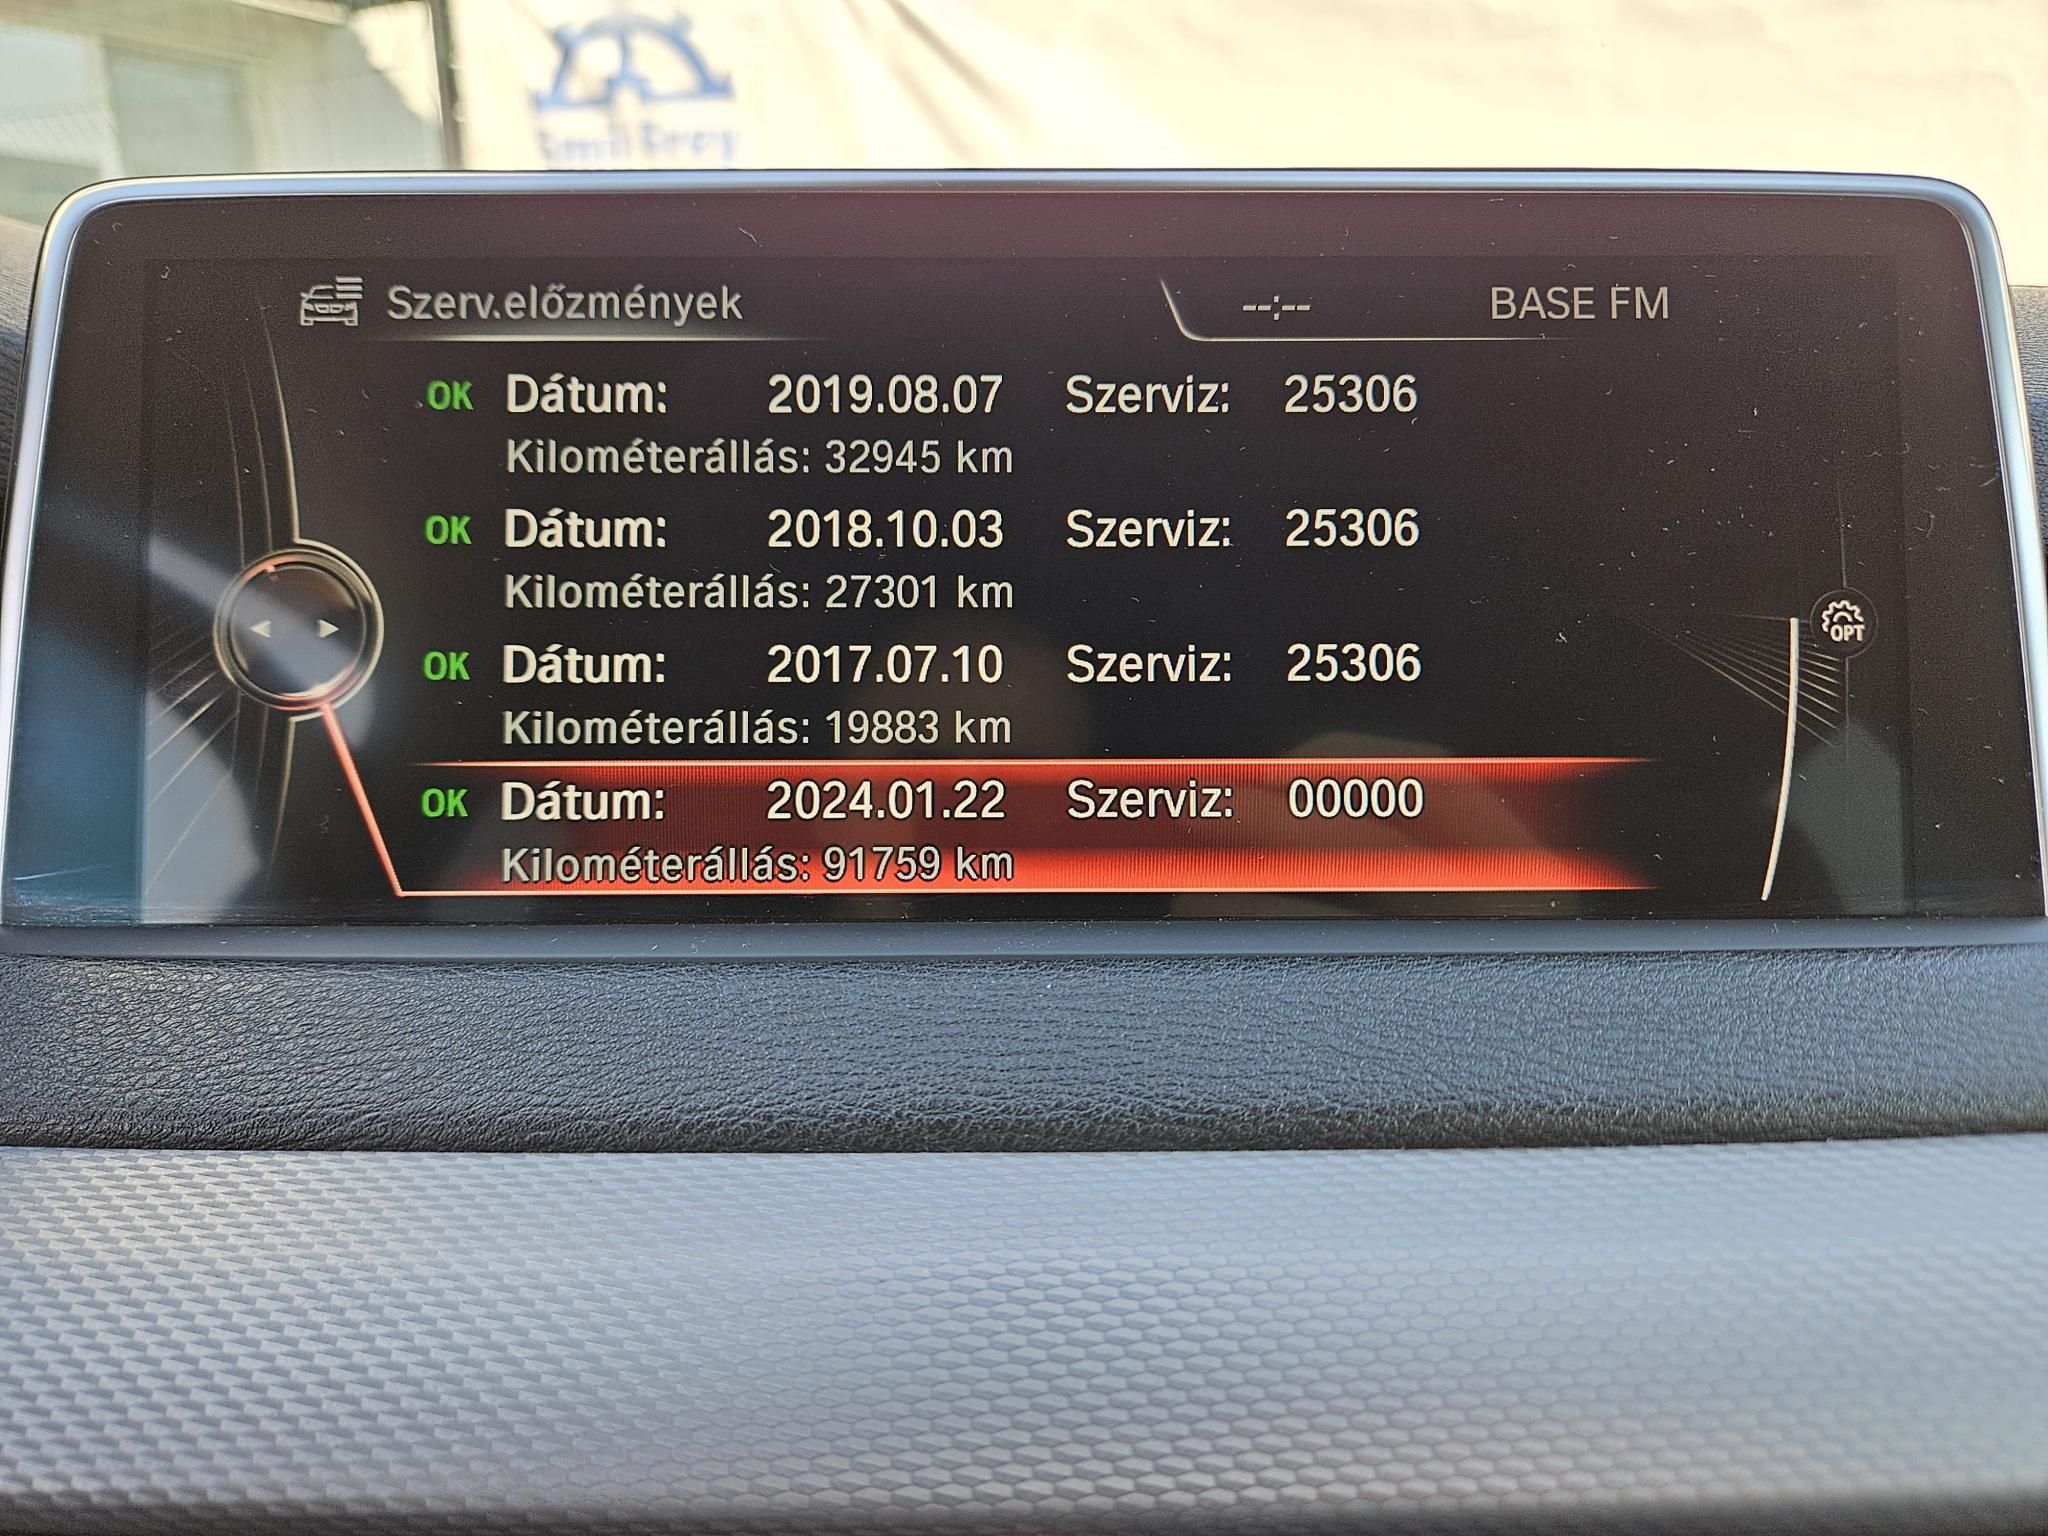 Emil Frey
Szerv.előzmények --:-- BASE FM
OK Dátum: 2019.08.07 Szerviz: 25306
Kilométerállás: 32945 km
OK Dátum: 2018.10.03 Szerviz: 25306
Kilométerállás: 27301 km
OK Dátum: 2017.07.10 Szerviz: 25306
Kilométerállás: 19883 km
OPT
OK Dátum: 2024.01.22 Szerviz: 00000
Kilométerállás: 91759 km